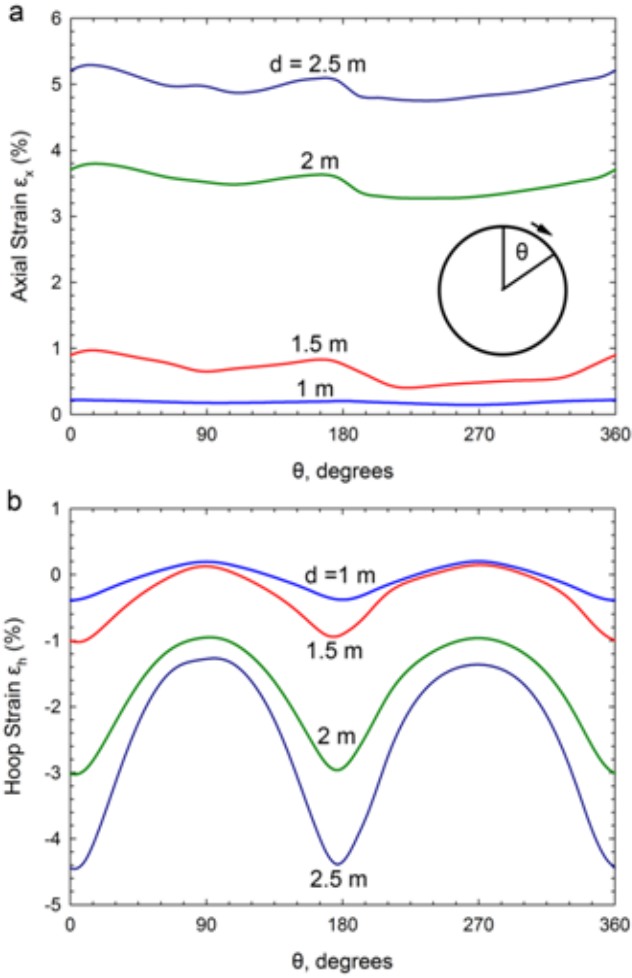 a
Axial Strain εx (%)
6
5
4
3
2
1
0
d = 2.5 m
2 m
1.5 m
1 m
θ
0 90 180 270 360
θ, degrees
b
Hoop Strain εh (%)
1
0
-1
-2
-3
-4
-5
d =1 m
1.5 m
2 m
2.5 m
0 90 180 270 360
θ, degrees